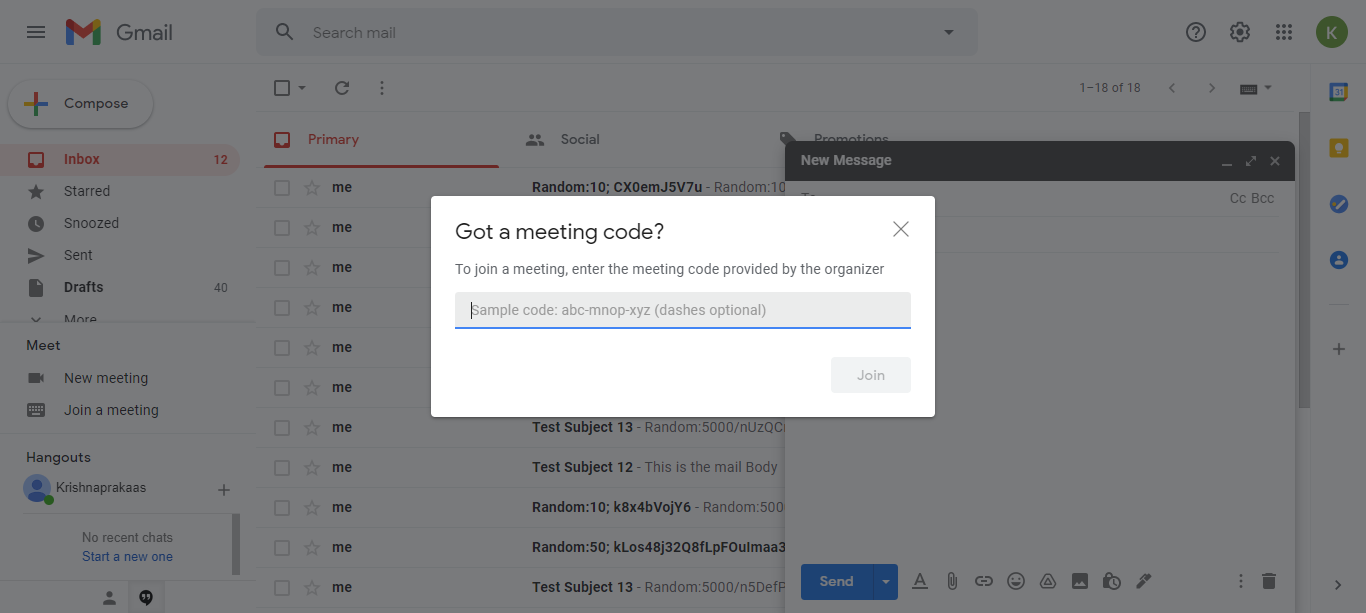 Gmail
Search mail
K
Compose
1–18 of 18
31
Primary
Social
Promotions
Inbox 12
Starred
Snoozed
Sent
Drafts 40
More
Meet
New meeting
Join a meeting
Hangouts
Krishnaprakaas
No recent chats
Start a new one
me Random:10; CX0emJ5V7u - Random:10
me
me
me
me
me
me Test Subject 13 - Random:5000/nUzQC
me Test Subject 12 - This is the mail Body
me Random:10; k8x4bVojY6 - Random:500
me Random:50; kLos48j32Q8fLpFOuImaa3
me Test Subject 13 - Random:5000/n5DefP
New Message
To
Cc Bcc
Got a meeting code?
To join a meeting, enter the meeting code provided by the organizer
Sample code: abc-mnop-xyz (dashes optional)
Join
Send